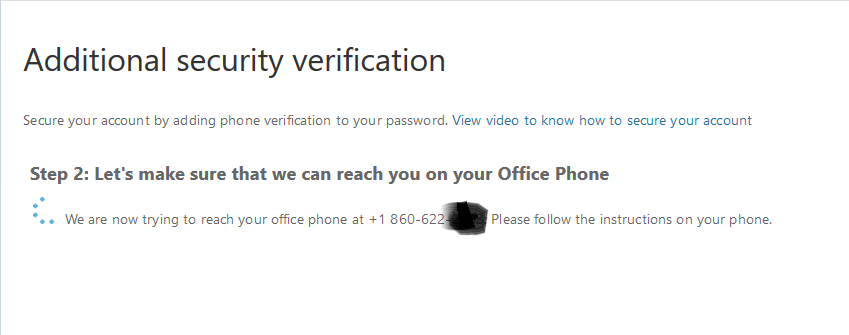 Additional security verification
Secure your account by adding phone verification to your password. View video to know how to secure your account
Step 2: Let's make sure that we can reach you on your Office Phone
We are now trying to reach your office phone at +1 860-622- Please follow the instructions on your phone.